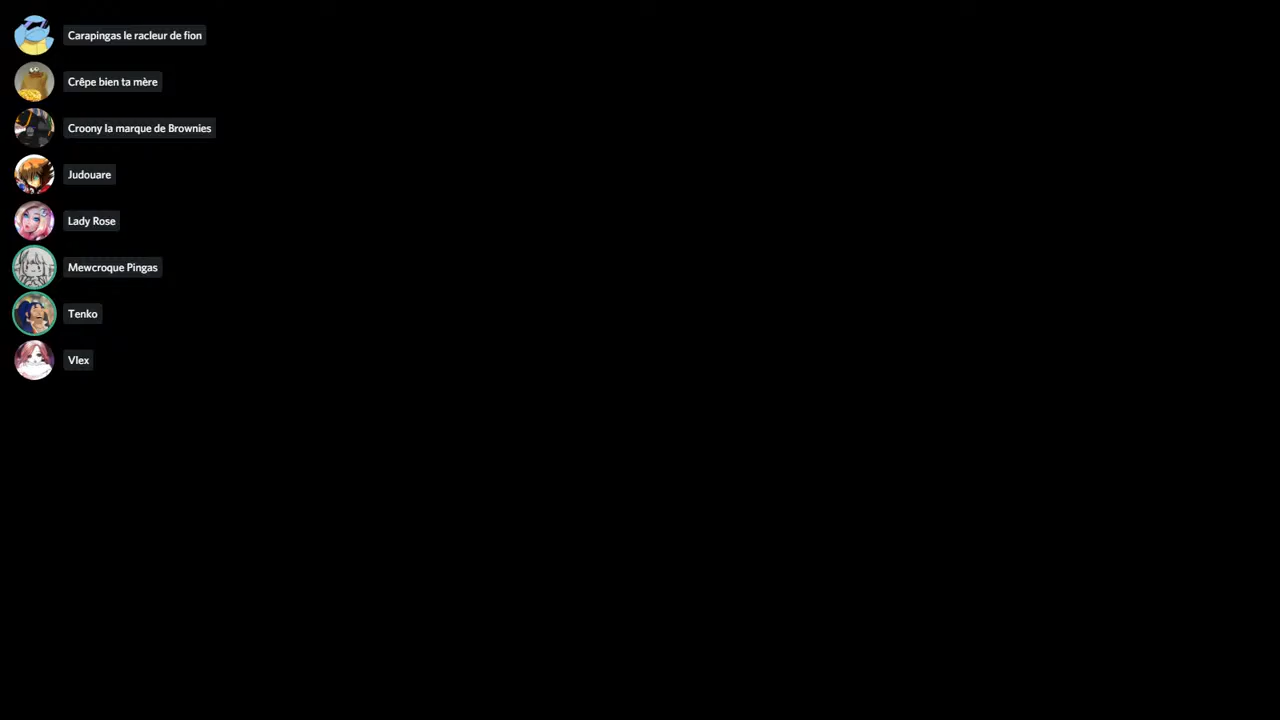 Carapingas le racleur de fion
Crêpe bien ta mère
Croony la marque de Brownies
Judouare
Lady Rose
Mewcroque Pingas
Tenko
Vlex